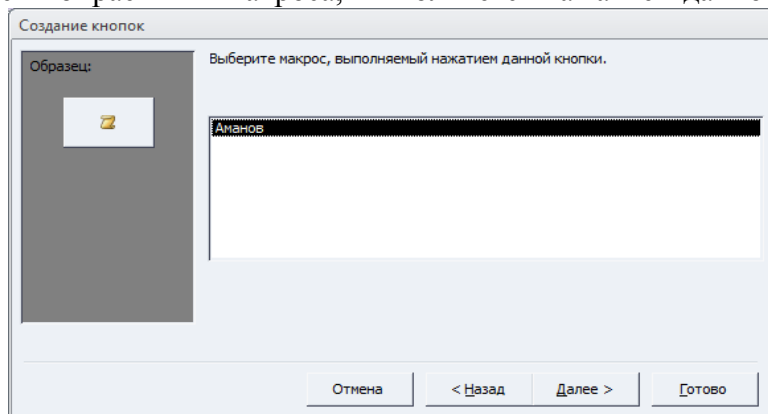 Создание кнопок
Образец:
Выберите макрос, выполняемый нажатием данной кнопки.
Аманов
Отмена
< Назад
Далее >
Готово